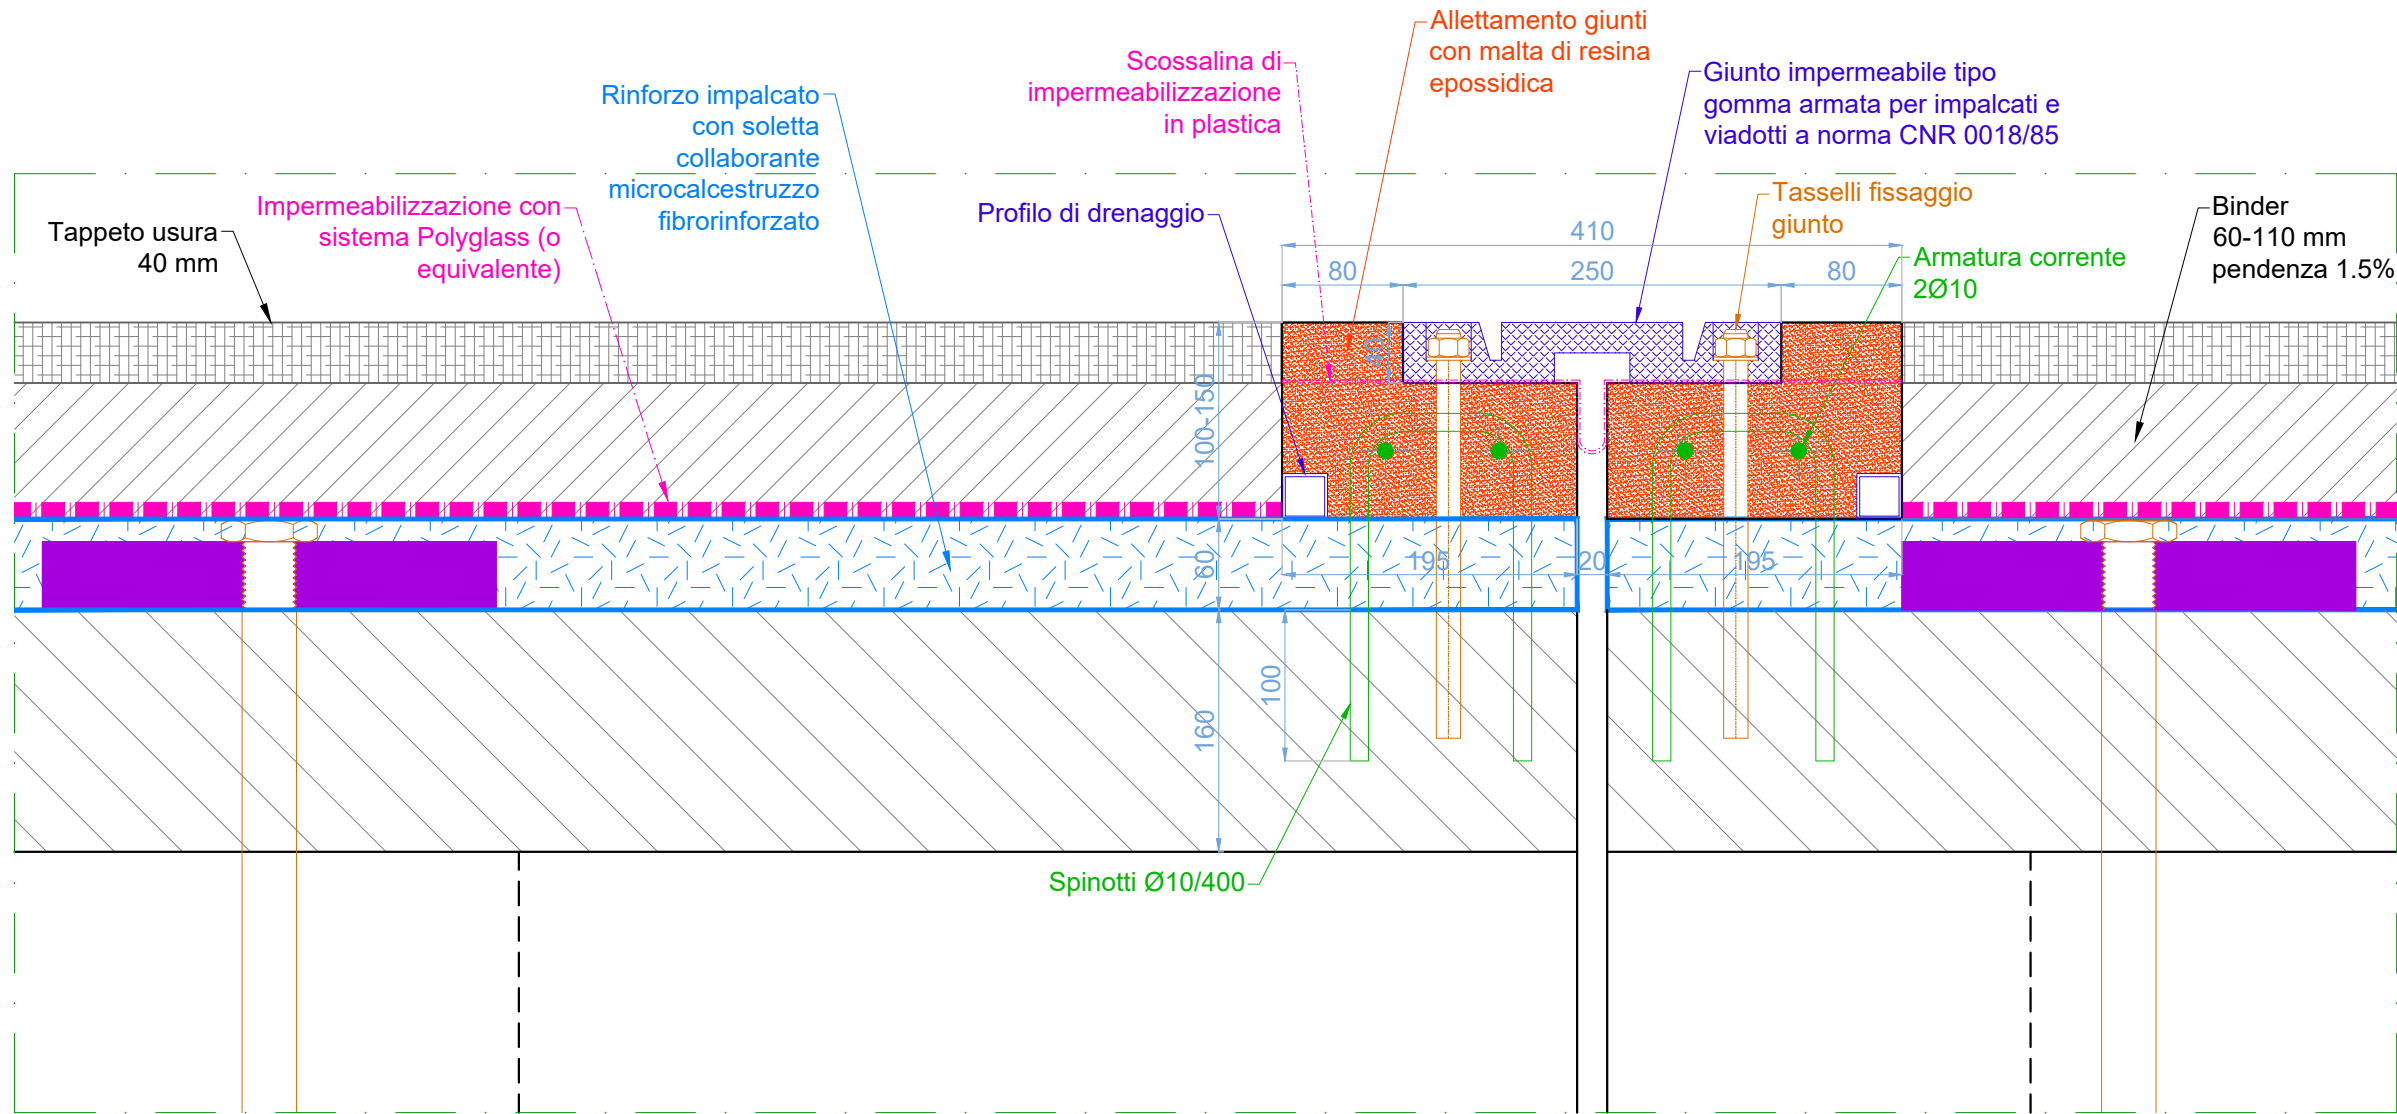 Allettamento giunti
con malta di resina
epossidica
Scossalina di
impermeabilizzazione
in plastica
Giunto impermeabile tipo
gomma armata per impalcati e
viadotti a norma CNR 0018/85
Rinforzo impalcato
con soletta
collaborante
microcalcestruzzo
fibrorinforzato
Impermeabilizzazione con
sistema Polyglass (o
equivalente)
Tappeto usura
40 mm
Profilo di drenaggio
Tasselli fissaggio
giunto
Binder
60-110 mm
pendenza 1.5%
Armatura corrente
2Ø10
410
80
250
80
40
100-150
60
195
20
195
100
160
Spinotti Ø10/400